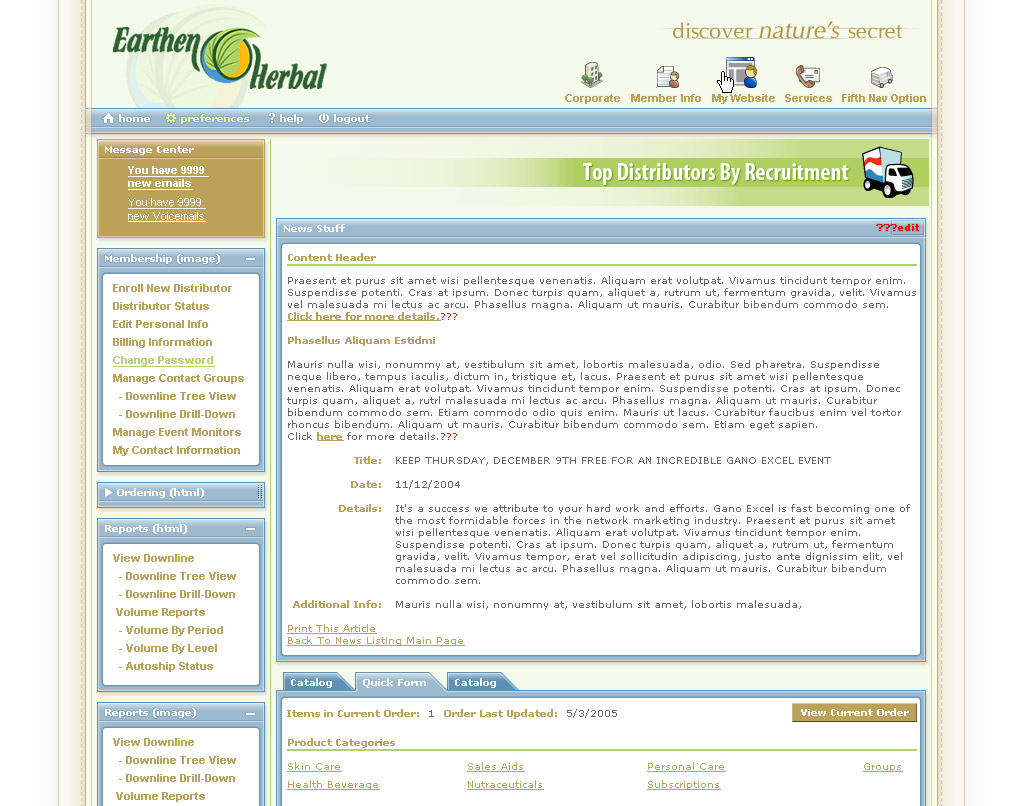 Earthen
Herbal
discover nature's secret
Corporate
Member Info
My Website
Services
Fifth Nav Option
home
preferences
? help
logout
Message Center
You have 9999
new emails
You have 9999
new Voicemails
Membership (image)
Enroll New Distributor
Distributor Status
Edit Personal Info
Billing Information
Change Password
Manage Contact Groups
- Downline Tree View
- Downline Drill-Down
Manage Event Monitors
My Contact Information
Ordering (html)
Reports (html)
View Downline
- Downline Tree View
- Downline Drill-Down
Volume Reports
- Volume By Period
- Volume By Level
- Autoship Status
Reports (image)
View Downline
- Downline Tree View
- Downline Drill-Down
Volume Reports
Top Distributors By Recruitment
News Stuff
???edit
Content Header
Praesent et purus sit amet wisi pellentesque venenatis. Aliquam erat volutpat. Vivamus tincidunt tempor enim.
Suspendisse potenti. Cras at ipsum. Donec turpis quam, aliquet a, rutrum ut, fermentum gravida, velit. Vivamus
vel malesuada mi lectus ac arcu. Phasellus magna. Aliquam ut mauris. Curabitur bibendum commodo sem.
Click here for more details.???
Phasellus Aliquam Estidmi
Mauris nulla wisi, nonummy at, vestibulum sit amet, lobortis malesuada, odio. Sed pharetra. Suspendisse
neque libero, tempus iaculis, dictum in, tristique et, lacus. Praesent et purus sit amet wisi pellentesque
venenatis. Aliquam erat volutpat. Vivamus tincidunt tempor enim. Suspendisse potenti. Cras at ipsum. Donec
turpis quam, aliquet a, rutrl malesuada mi lectus ac arcu. Phasellus magna. Aliquam ut mauris. Curabitur
bibendum commodo sem. Etiam commodo odio quis enim. Mauris ut lacus. Curabitur faucibus enim vel tortor
rhoncus bibendum. Aliquam ut mauris. Curabitur bibendum commodo sem. Etiam eget sapien.
Click here for more details.???
Title: KEEP THURSDAY, DECEMBER 9TH FREE FOR AN INCREDIBLE GANO EXCEL EVENT
Date: 11/12/2004
Details: It's a success we attribute to your hard work and efforts. Gano Excel is fast becoming one of
the most formidable forces in the network marketing industry. Praesent et purus sit amet
wisi pellentesque venenatis. Aliquam erat volutpat. Vivamus tincidunt tempor enim.
Suspendisse potenti. Cras at ipsum. Donec turpis quam, aliquet a, rutrum ut, fermentum
gravida, velit. Vivamus tempor, erat vel sollicitudin adipiscing, justo ante dignissim elit, vel
malesuada mi lectus ac arcu. Phasellus magna. Aliquam ut mauris. Curabitur bibendum
commodo sem.
Additional Info: Mauris nulla wisi, nonummy at, vestibulum sit amet, lobortis malesuada,
Print This Article
Back To News Listing Main Page
Catalog
Quick Form
Catalog
Items in Current Order: 1 Order Last Updated: 5/3/2005
View Current Order
Product Categories
Skin Care
Sales Aids
Personal Care
Groups
Health Beverage
Nutraceuticals
Subscriptions